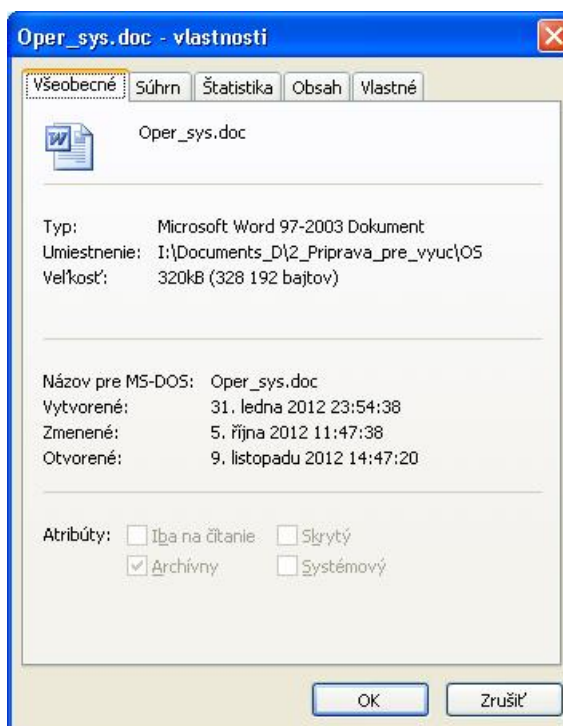 Oper_sys.doc - vlastnosti
Všeobecné Súhrn Štatistika Obsah Vlastné
Oper_sys.doc
Typ: Microsoft Word 97-2003 Dokument
Umiestnenie: I:\Documents_D\2_Priprava_pre_vyuc\OS
Veľkosť: 320kB (328 192 bajtov)
Názov pre MS-DOS: Oper_sys.doc
Vytvorené: 31. ledna 2012 23:54:38
Zmenené: 5. října 2012 11:47:38
Otvorené: 9. listopadu 2012 14:47:20
Atribúty: Iba na čítanie Skrytý
Archívny Systémový
OK Zrušiť